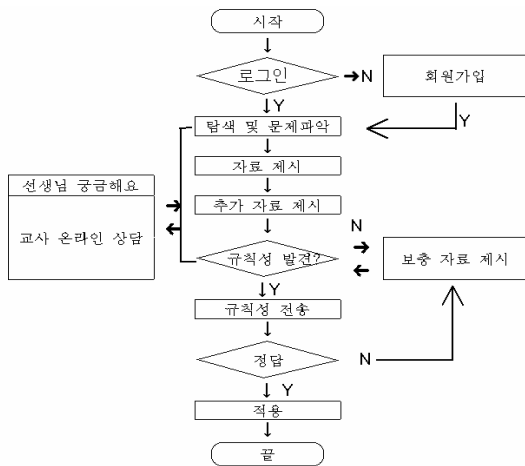 시작
로그인
N
회원가입
Y
Y
탐색 및 문제파악
자료 제시
선생님 궁금해요
추가 자료 제시
교사 온라인 상담
N
규칙성 발견?
보충 자료 제시
Y
규칙성 전송
정답
N
Y
적용
끝